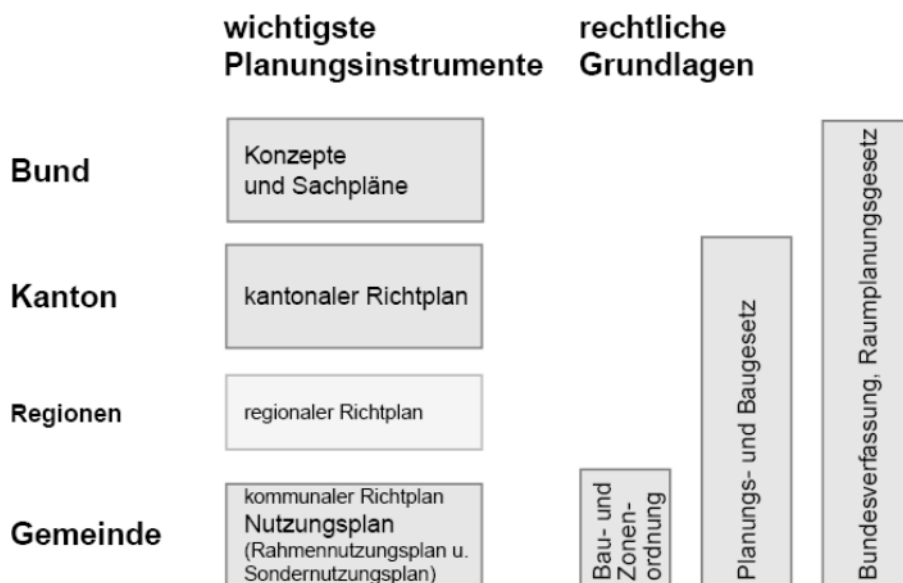 wichtigste
Planungsinstrumente
rechtliche
Grundlagen
Bund
Konzepte
und Sachpläne
Kanton
kantonaler Richtplan
Regionen
regionaler Richtplan
Gemeinde
kommunaler Richtplan
Nutzungsplan
(Rahmennutzungsplan u.
Sondernutzungsplan)
Bau- und
Zonen-
ordnung
Planungs- und Baugesetz
Bundesverfassung, Raumplanungsgesetz